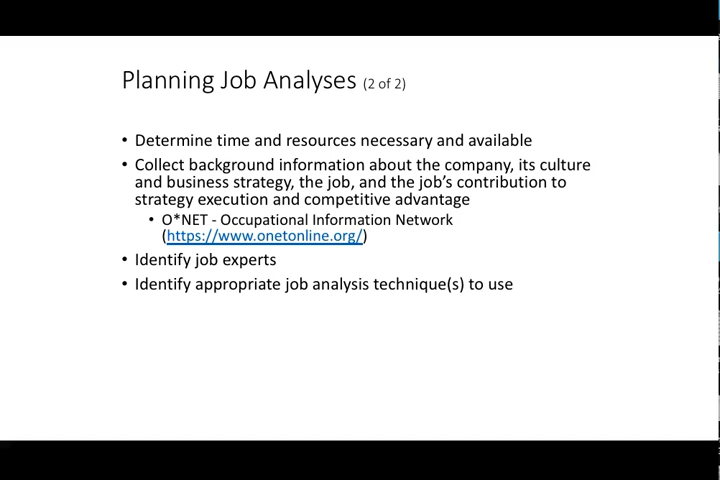 Planning Job Analyses (2 of 2)
• Determine time and resources necessary and available
• Collect background information about the company, its culture
and business strategy, the job, and the job’s contribution to
strategy execution and competitive advantage
• O*NET - Occupational Information Network
(https://www.onetonline.org/)
• Identify job experts
• Identify appropriate job analysis technique(s) to use